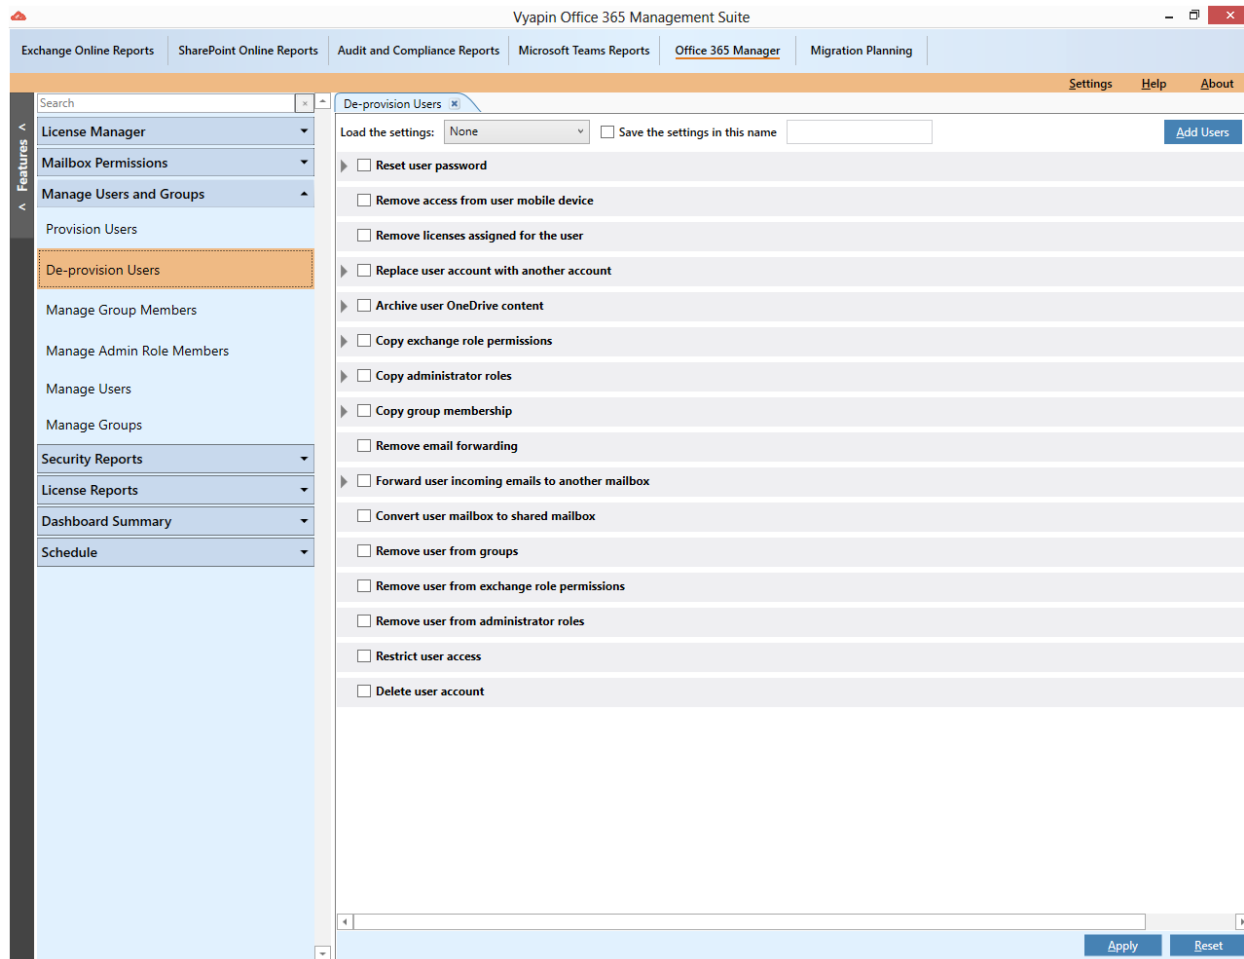 Vyapin Office 365 Management Suite
Exchange Online Reports SharePoint Online Reports Audit and Compliance Reports Microsoft Teams Reports Office 365 Manager Migration Planning
Settings Help About
< Features <
Search
License Manager
Mailbox Permissions
Manage Users and Groups
Provision Users
De-provision Users
Manage Group Members
Manage Admin Role Members
Manage Users
Manage Groups
Security Reports
License Reports
Dashboard Summary
Schedule
De-provision Users
Load the settings: None Save the settings in this name Add Users
Reset user password
Remove access from user mobile device
Remove licenses assigned for the user
Replace user account with another account
Archive user OneDrive content
Copy exchange role permissions
Copy administrator roles
Copy group membership
Remove email forwarding
Forward user incoming emails to another mailbox
Convert user mailbox to shared mailbox
Remove user from groups
Remove user from exchange role permissions
Remove user from administrator roles
Restrict user access
Delete user account
Apply Reset